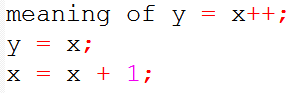 meaning of y = x++;
y = x;
x = x + 1;